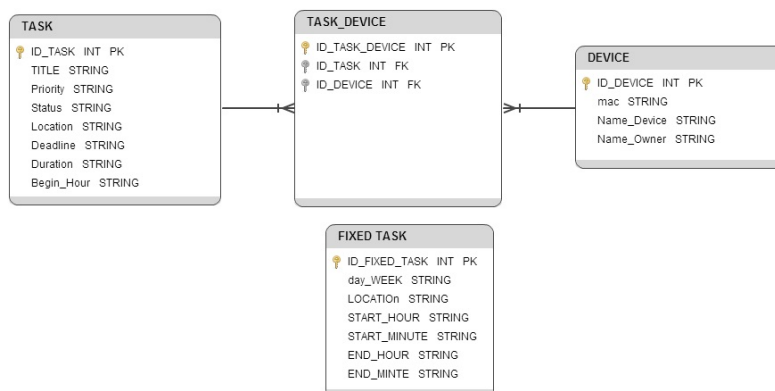 TASK
ID_TASK INT PK
TITLE STRING
Priority STRING
Status STRING
Location STRING
Deadline STRING
Duration STRING
Begin_Hour STRING
TASK_DEVICE
ID_TASK_DEVICE INT PK
ID_TASK INT FK
ID_DEVICE INT FK
DEVICE
ID_DEVICE INT PK
mac STRING
Name_Device STRING
Name_Owner STRING
FIXED TASK
ID_FIXED_TASK INT PK
day_WEEK STRING
LOCATIOn STRING
START_HOUR STRING
START_MINUTE STRING
END_HOUR STRING
END_MINTE STRING